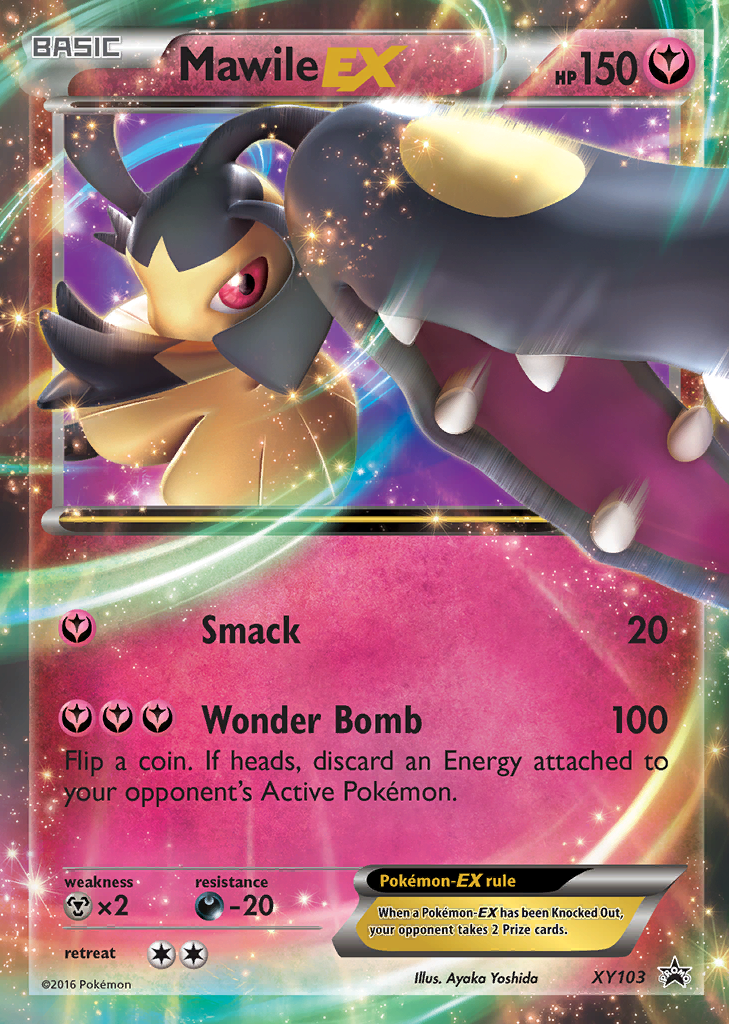 BASIC
Mawile EX
HP 150
Smack 20
Wonder Bomb 100
Flip a coin. If heads, discard an Energy attached to
your opponent's Active Pokémon.
weakness resistance
×2 -20
retreat
Pokémon-EX rule
When a Pokémon-EX has been Knocked Out,
your opponent takes 2 Prize cards.
©2016 Pokémon
Illus. Ayaka Yoshida
XY103
PROMO